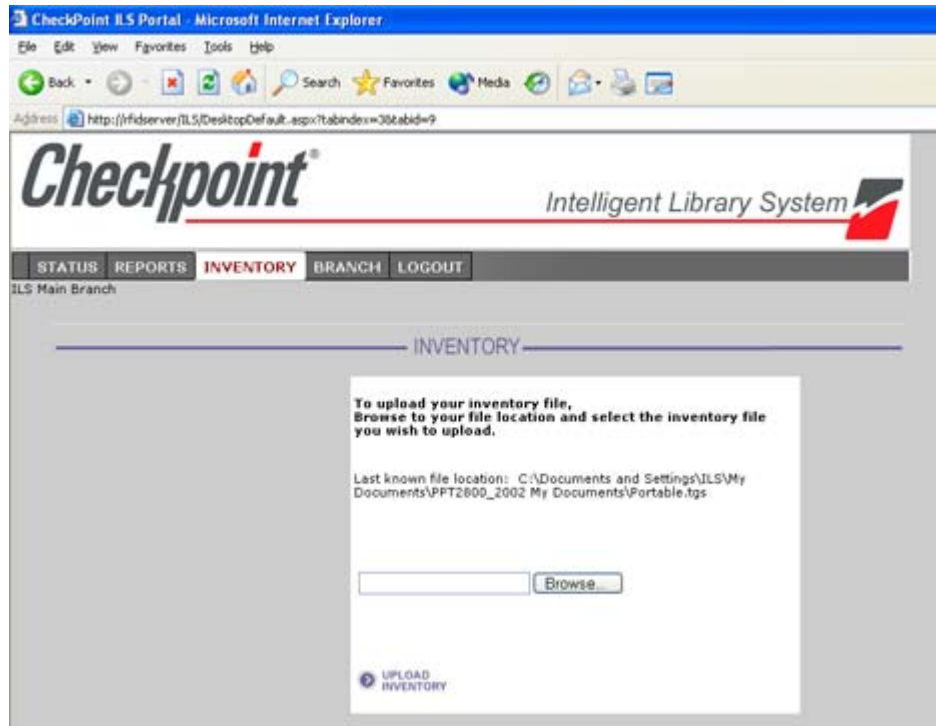 CheckPoint ILS Portal - Microsoft Internet Explorer
File Edit View Favorites Tools Help
Back Search Favorites Media
Address http://rfidserver/ILS/DesktopDefault.aspx?tabindex=3&tabid=9
Checkpoint®
Intelligent Library System
STATUS REPORTS INVENTORY BRANCH LOGOUT
ILS Main Branch
INVENTORY
To upload your inventory file,
Browse to your file location and select the inventory file
you wish to upload.
Last known file location: C:\Documents and Settings\ILS\My
Documents\PPT2800_2002 My Documents\Portable.tgs
Browse...
UPLOAD
INVENTORY